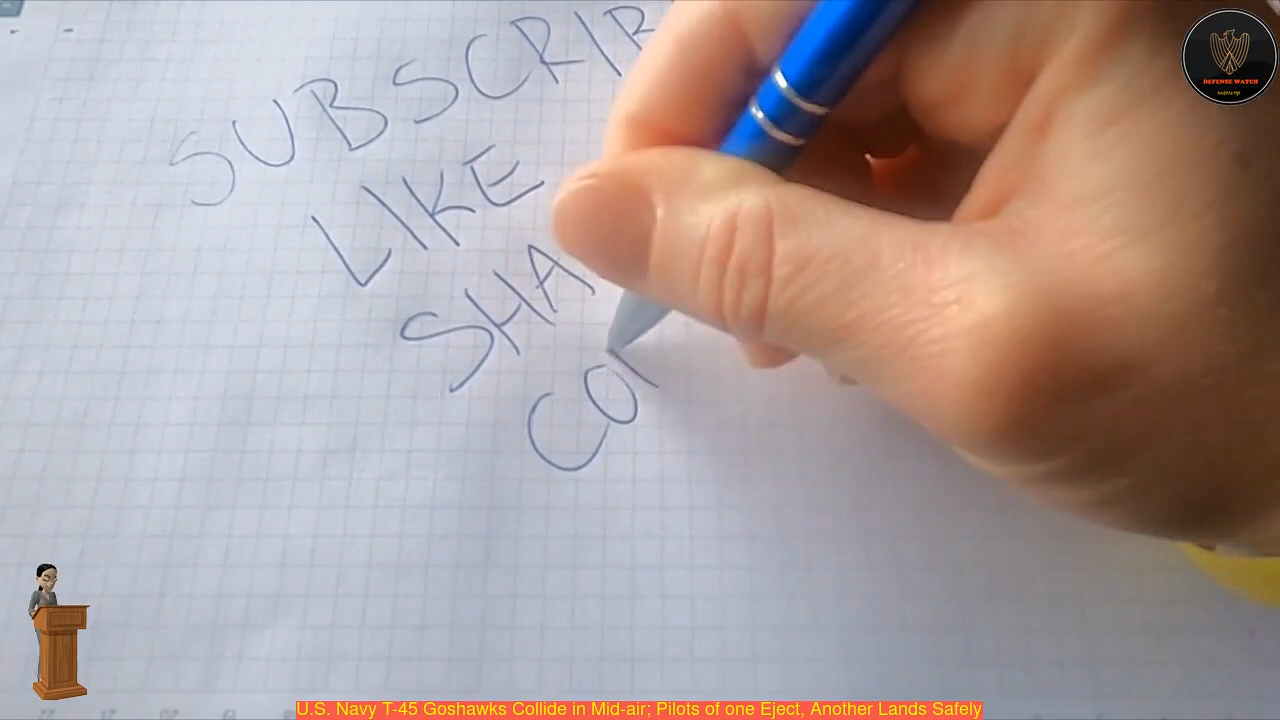 SUBSCRIB
LIKE
SHA
CO
DEFENSE WATCH
U.S. Navy T-45 Goshawks Collide in Mid-air; Pilots of one Eject, Another Lands Safely